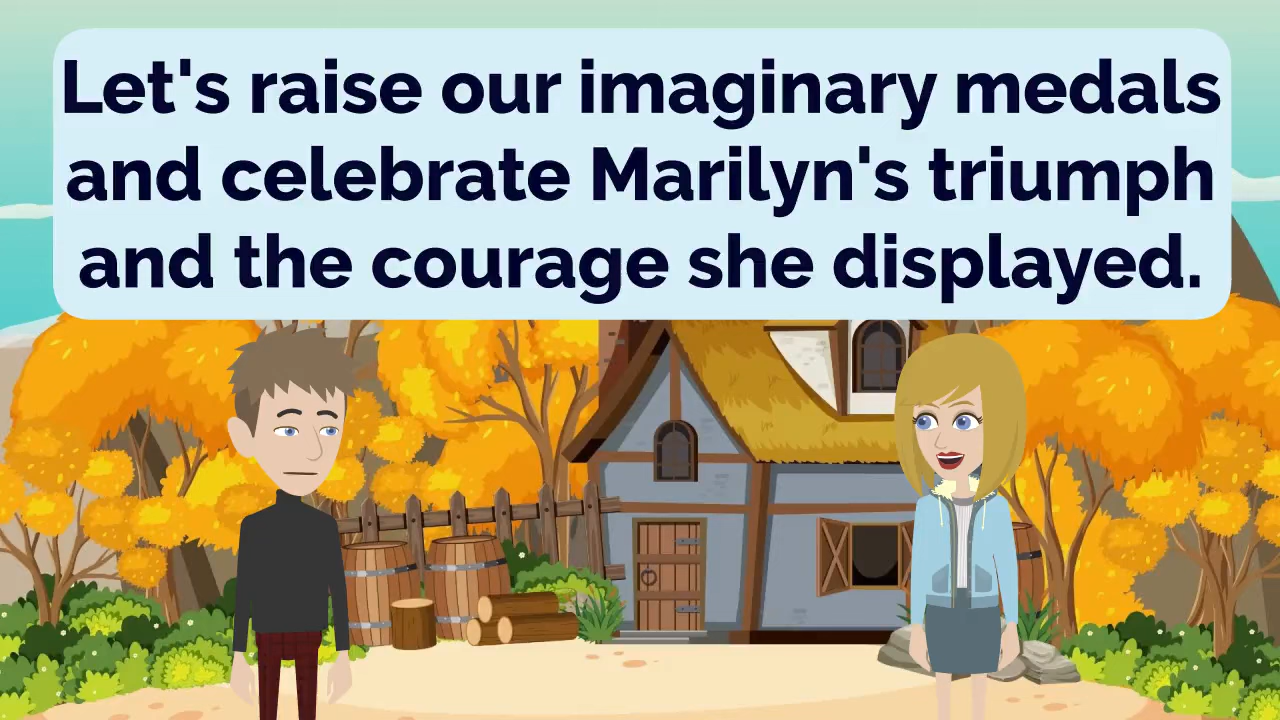 Let's raise our imaginary medals
and celebrate Marilyn's triumph
and the courage she displayed.